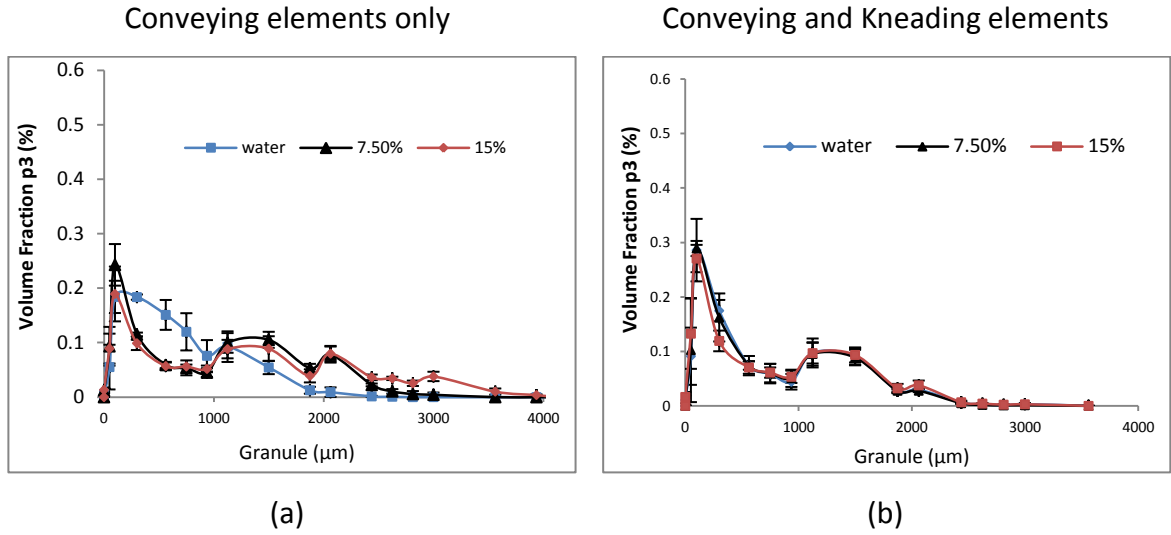 Conveying elements only
Conveying and Kneading elements
0.6
0.5
0.4
0.3
0.2
0.1
0
Volume Fraction p3 (%)
water 7.50% 15%
0 1000 2000 3000 4000
Granule (µm)
(a)
0.6
0.5
0.4
0.3
0.2
0.1
0
Volume Fraction p3 (%)
water 7.50% 15%
0 1000 2000 3000 4000
Granule (µm)
(b)